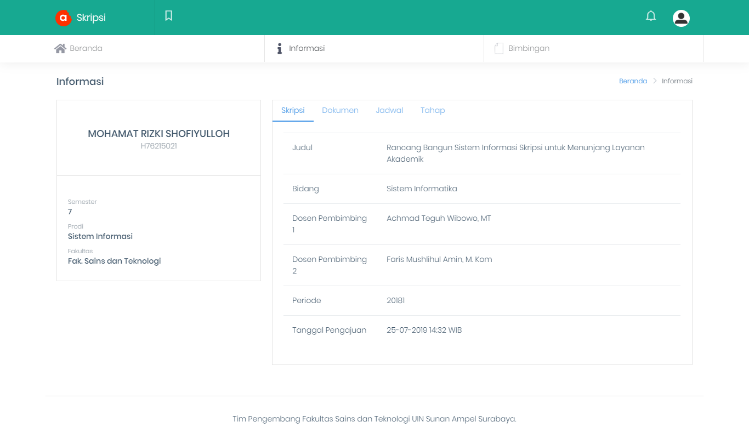 a Skripsi
Beranda
Informasi
Bimbingan
Informasi
Beranda > Informasi
MOHAMAT RIZKI SHOFIYULLOH
H76215021
Semester
7
Prodi
Sistem Informasi
Fakultas
Fak. Sains dan Teknologi
Skripsi Dokumen Jadwal Tahap
Judul Rancang Bangun Sistem Informasi Skripsi untuk Menunjang Layanan
Akademik
Bidang Sistem Informatika
Dosen Pembimbing Achmad Teguh Wibowo, MT
1
Dosen Pembimbing Faris Mushlihul Amin, M. Kom
2
Periode 20181
Tanggal Pengajuan 25-07-2019 14:32 WIB
Tim Pengembang Fakultas Sains dan Teknologi UIN Sunan Ampel Surabaya.